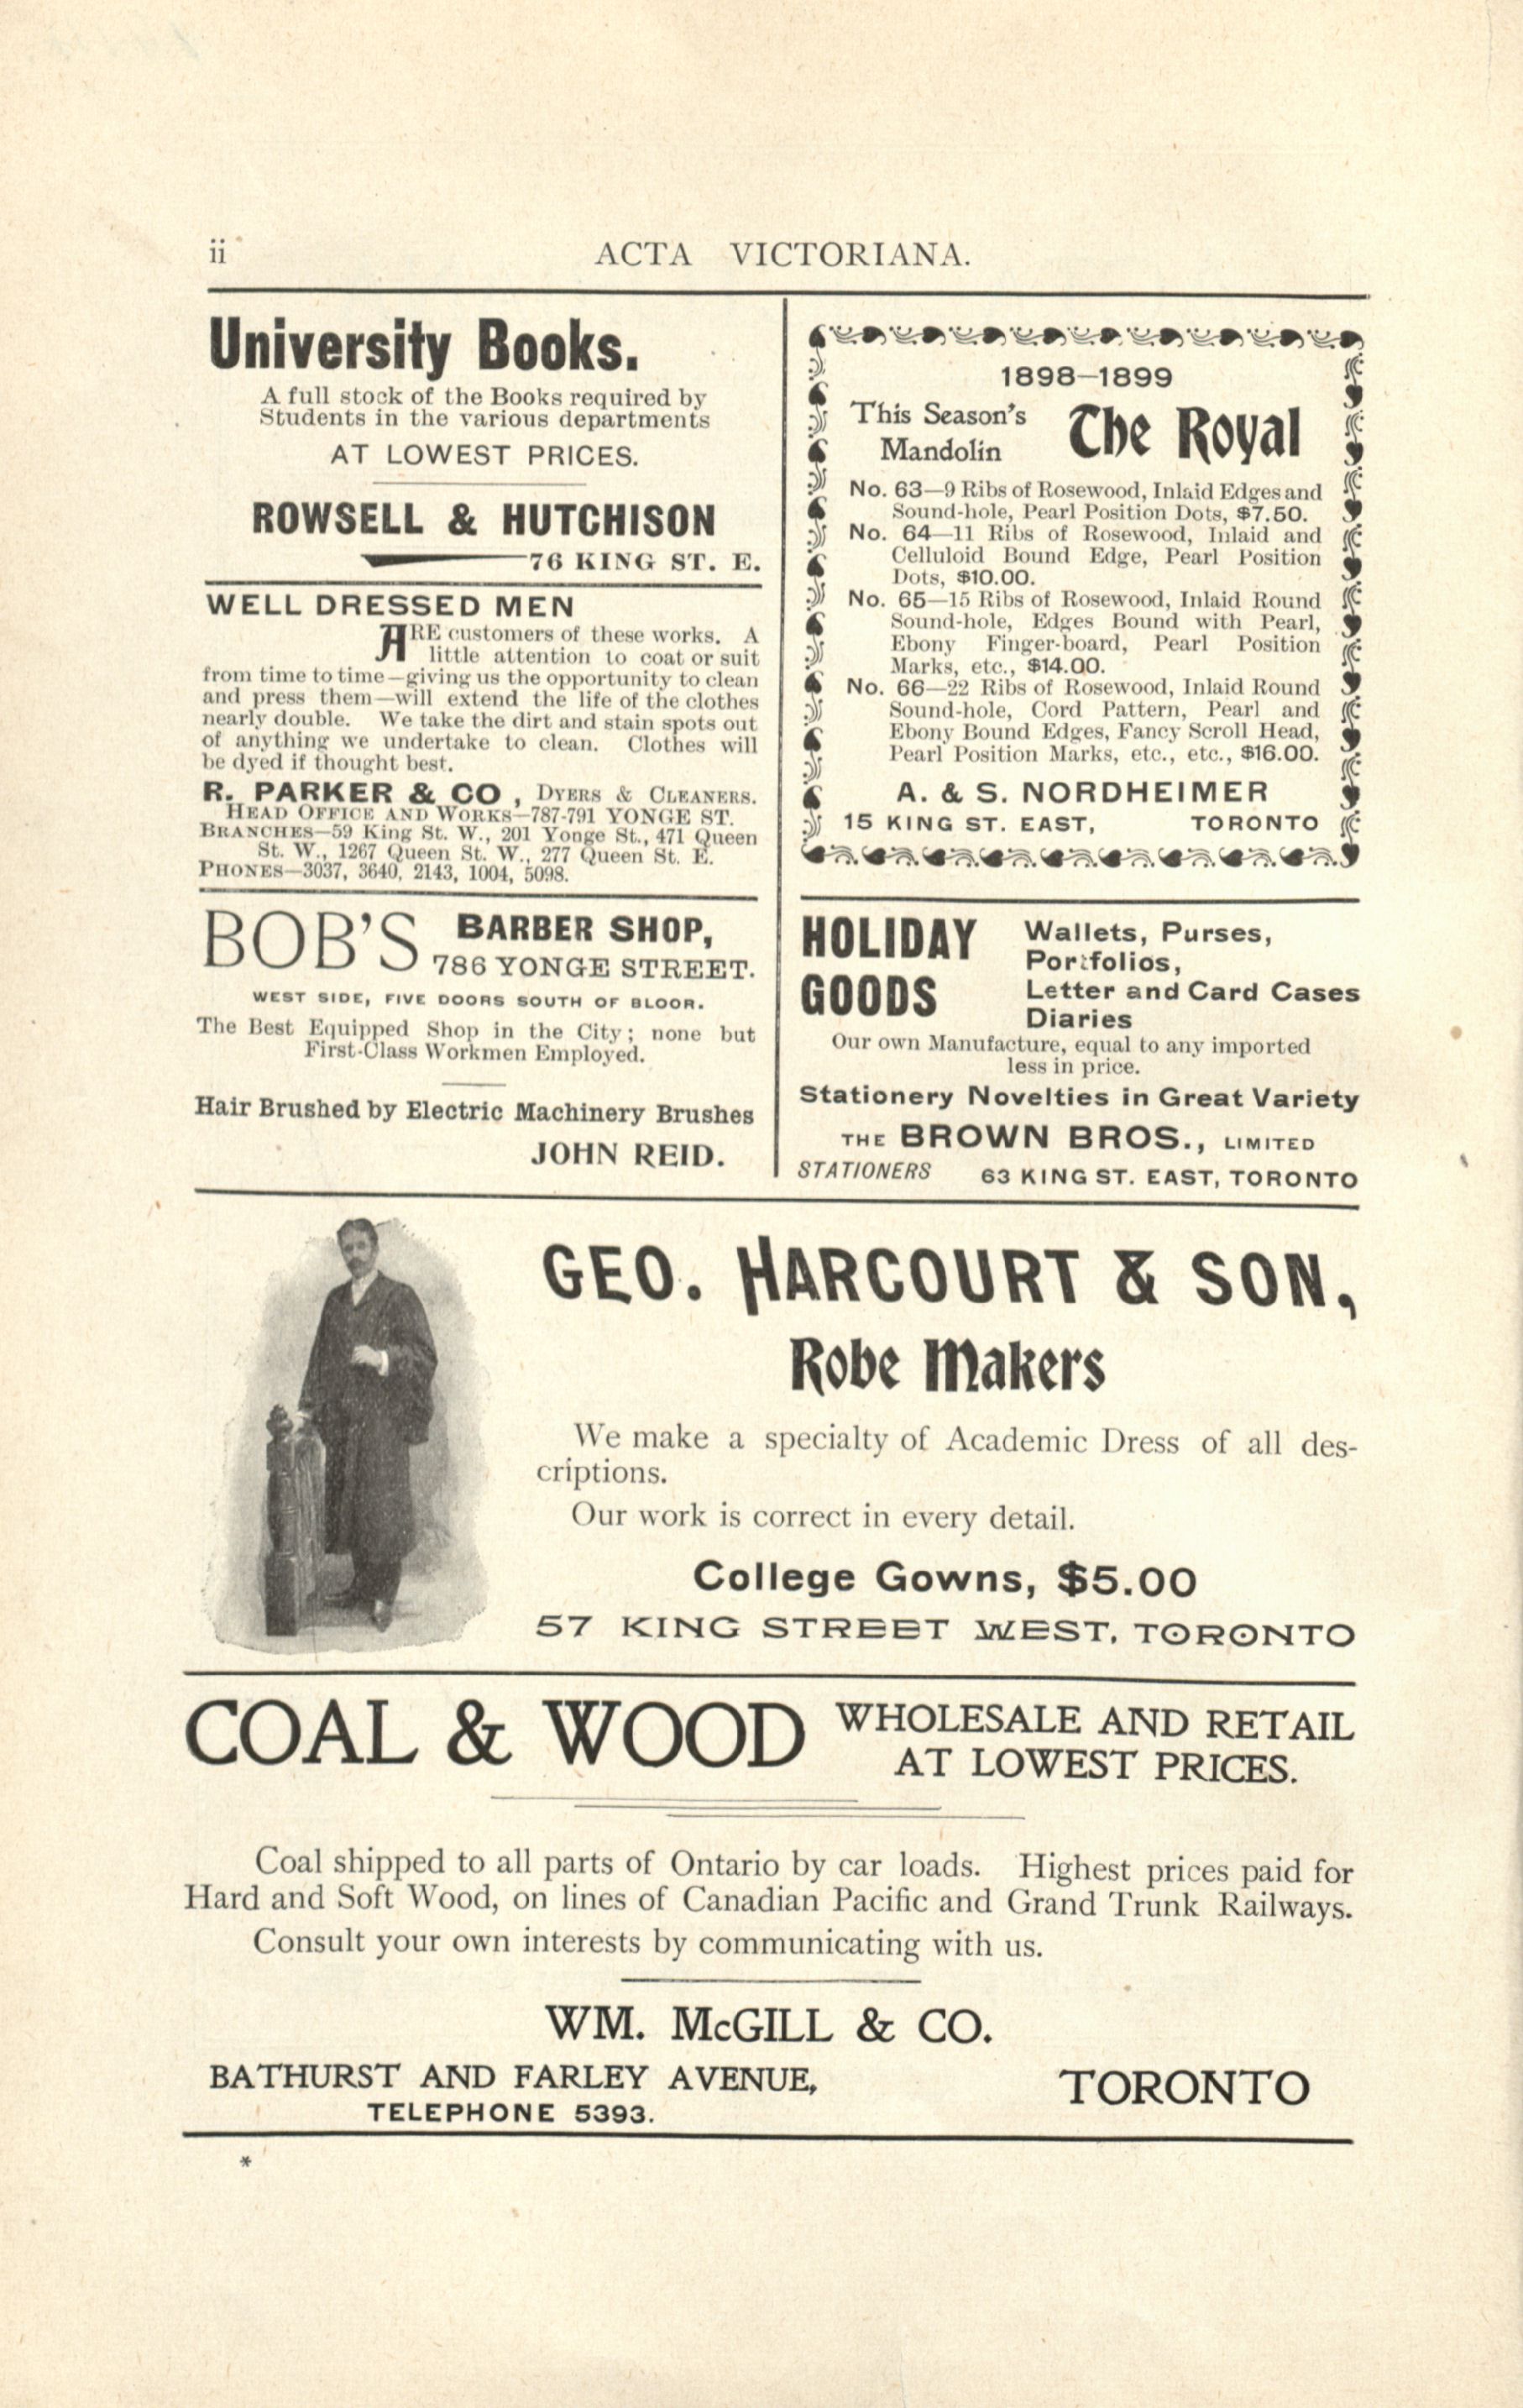 ii
ACTA VICTORIANA.
University Books.
A full stock of the Books required by
Students in the various departments
AT LOWEST PRICES.
ROWSELL & HUTCHISON
76 KING ST. E.
WELL DRESSED MEN
ARE customers of these works. A
little attention to coat or suit
from time to time—giving us the opportunity to clean
and press them—will extend the life of the clothes
nearly double. We take the dirt and stain spots out
of anything we undertake to clean. Clothes will
be dyed if thought best.
R. PARKER & CO , DYERS & CLEANERS.
HEAD OFFICE AND WORKS—787-791 YONGE ST.
BRANCHES—59 King St. W., 201 Yonge St., 471 Queen
St. W., 1267 Queen St. W., 277 Queen St. E.
PHONES—3037, 3640, 2143, 1004, 5098.
BOB'S BARBER SHOP,
786 YONGE STREET.
WEST SIDE, FIVE DOORS SOUTH OF BLOOR.
The Best Equipped Shop in the City; none but
First-Class Workmen Employed.
Hair Brushed by Electric Machinery Brushes
JOHN REID.
1898—1899
This Season's
Mandolin
The Royal
No. 63—9 Ribs of Rosewood, Inlaid Edges and
Sound-hole, Pearl Position Dots, $7.50.
No. 64—11 Ribs of Rosewood, Inlaid and
Celluloid Bound Edge, Pearl Position
Dots, $10.00.
No. 65—15 Ribs of Rosewood, Inlaid Round
Sound-hole, Edges Bound with Pearl,
Ebony Finger-board, Pearl Position
Marks, etc., $14.00.
No. 66—22 Ribs of Rosewood, Inlaid Round
Sound-hole, Cord Pattern, Pearl and
Ebony Bound Edges, Fancy Scroll Head,
Pearl Position Marks, etc., etc., $16.00.
A. & S. NORDHEIMER
15 KING ST. EAST, TORONTO
HOLIDAY
GOODS
Wallets, Purses,
Portfolios,
Letter and Card Cases
Diaries
Our own Manufacture, equal to any imported
less in price.
Stationery Novelties in Great Variety
THE BROWN BROS., LIMITED
STATIONERS 63 KING ST. EAST, TORONTO
GEO. HARCOURT & SON,
Robe Makers
We make a specialty of Academic Dress of all des-
criptions.
Our work is correct in every detail.
College Gowns, $5.00
57 KING STREET WEST, TORONTO
COAL & WOOD
WHOLESALE AND RETAIL
AT LOWEST PRICES.
Coal shipped to all parts of Ontario by car loads. Highest prices paid for
Hard and Soft Wood, on lines of Canadian Pacific and Grand Trunk Railways.
Consult your own interests by communicating with us.
WM. McGILL & CO.
BATHURST AND FARLEY AVENUE,
TELEPHONE 5393.
TORONTO
*